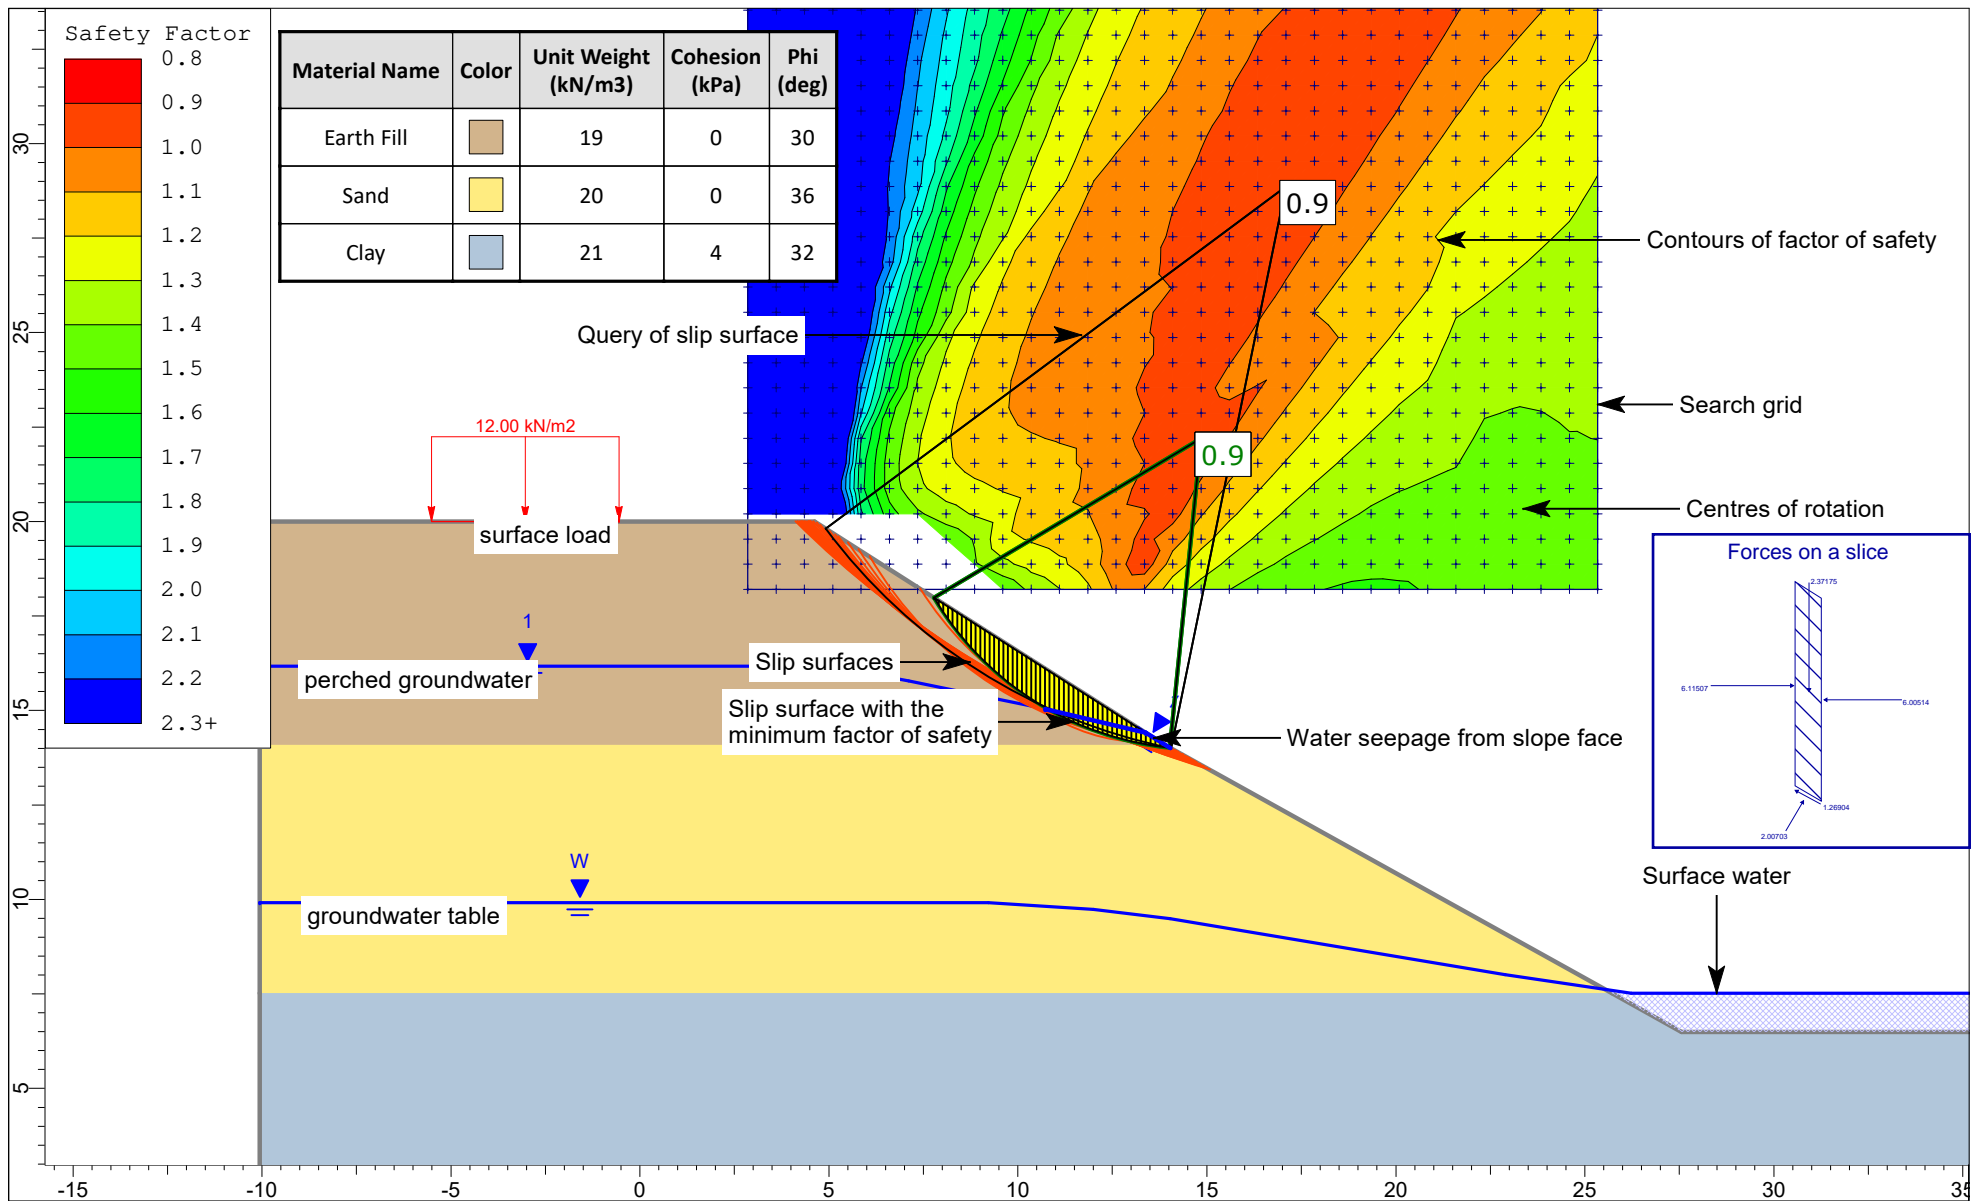 Safety Factor
0.8
0.9
1.0
1.1
1.2
1.3
1.4
1.5
1.6
1.7
1.8
1.9
2.0
2.1
2.2
2.3+
Material Name Color Unit Weight (kN/m3) Cohesion (kPa) Phi (deg)
Earth Fill 19 0 30
Sand 20 0 36
Clay 21 4 32
0.9
Contours of factor of safety
Query of slip surface
Search grid
12.00 kN/m2
0.9
surface load
Centres of rotation
Forces on a slice
2.37175
6.11507
6.00514
1.26904
2.00703
1
perched groundwater
Slip surfaces
Slip surface with the
minimum factor of safety
Water seepage from slope face
W
groundwater table
Surface water
30
25
20
15
10
5
-15 -10 -5 0 5 10 15 20 25 30 35